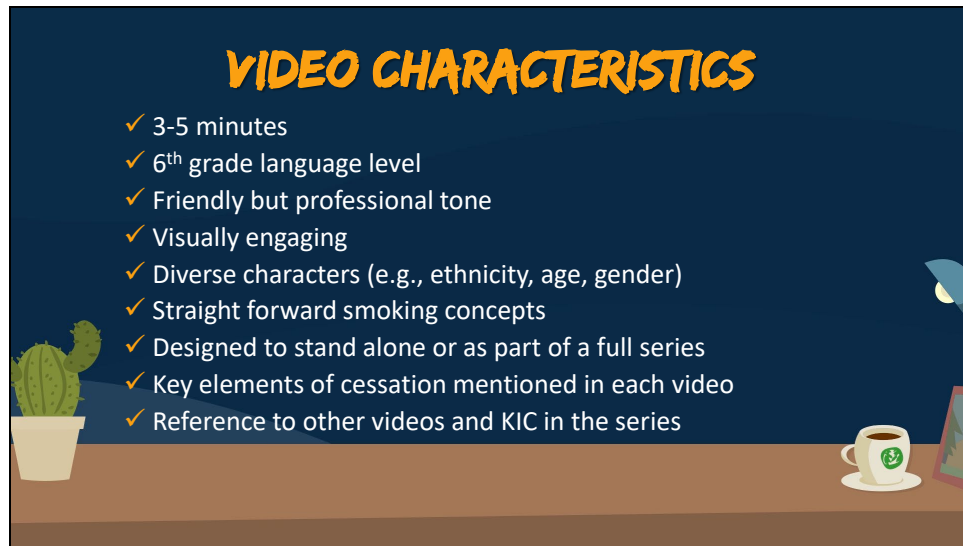 VIDEO CHARACTERISTICS
✓ 3-5 minutes
✓ 6th grade language level
✓ Friendly but professional tone
✓ Visually engaging
✓ Diverse characters (e.g., ethnicity, age, gender)
✓ Straight forward smoking concepts
✓ Designed to stand alone or as part of a full series
✓ Key elements of cessation mentioned in each video
✓ Reference to other videos and KIC in the series